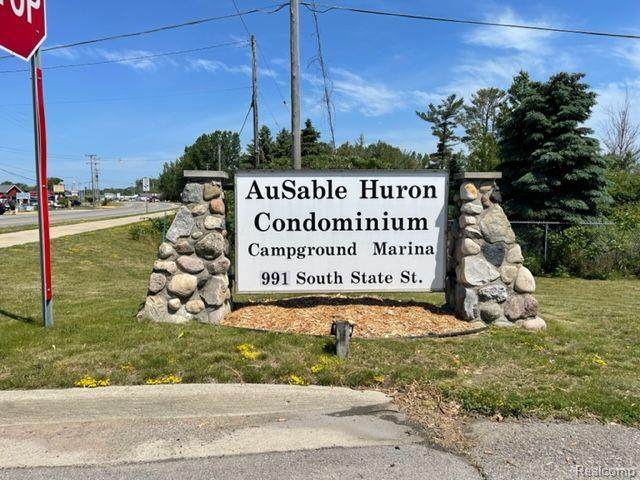 OP
AuSable Huron
Condominium
Campground Marina
991 South State St.
Realcomp